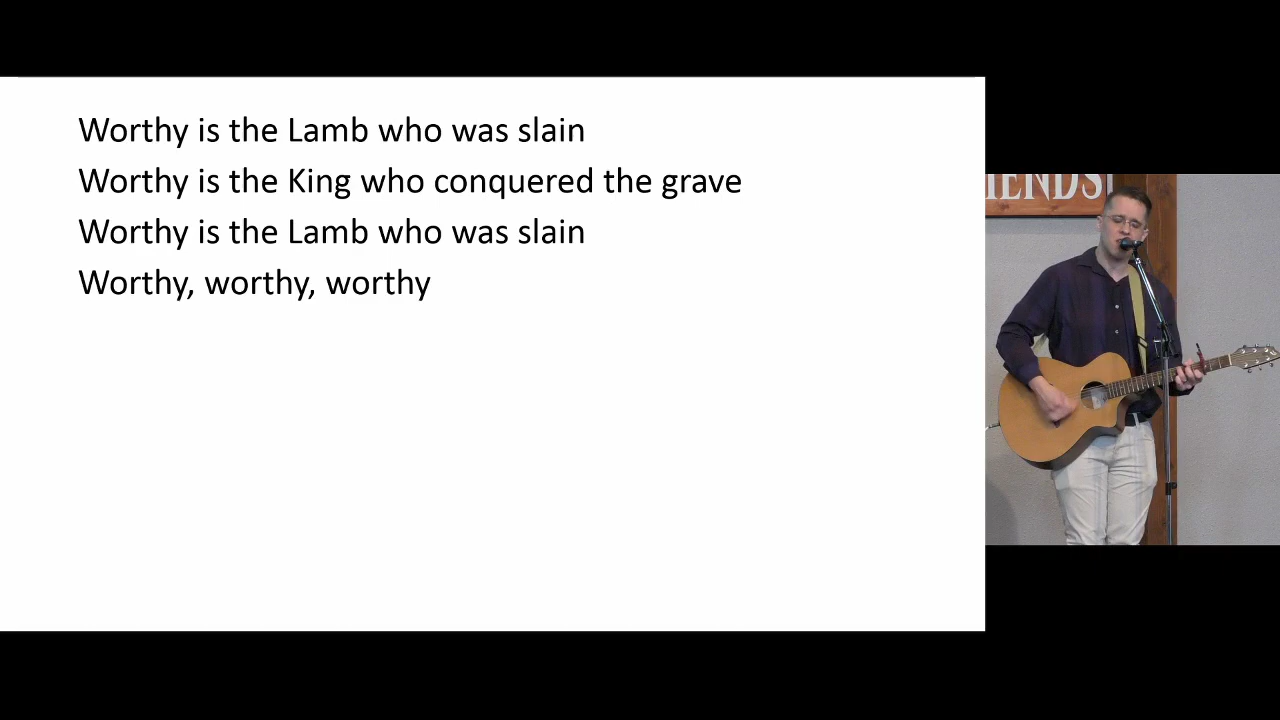 Worthy is the Lamb who was slain
Worthy is the King who conquered the grave
Worthy is the Lamb who was slain
Worthy, worthy, worthy
IENDS!